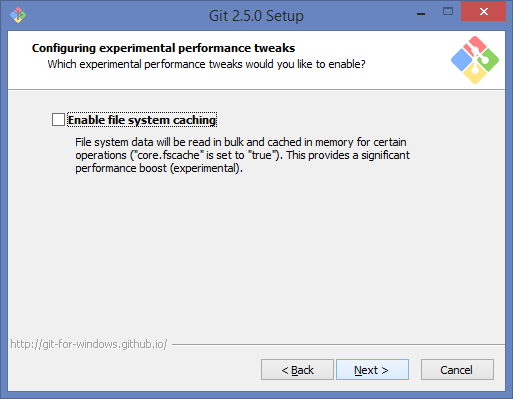 Git 2.5.0 Setup
Configuring experimental performance tweaks
Which experimental performance tweaks would you like to enable?
Enable file system caching
File system data will be read in bulk and cached in memory for certain
operations ("core.fscache" is set to "true"). This provides a significant
performance boost (experimental).
http://git-for-windows.github.io/
< Back
Next >
Cancel